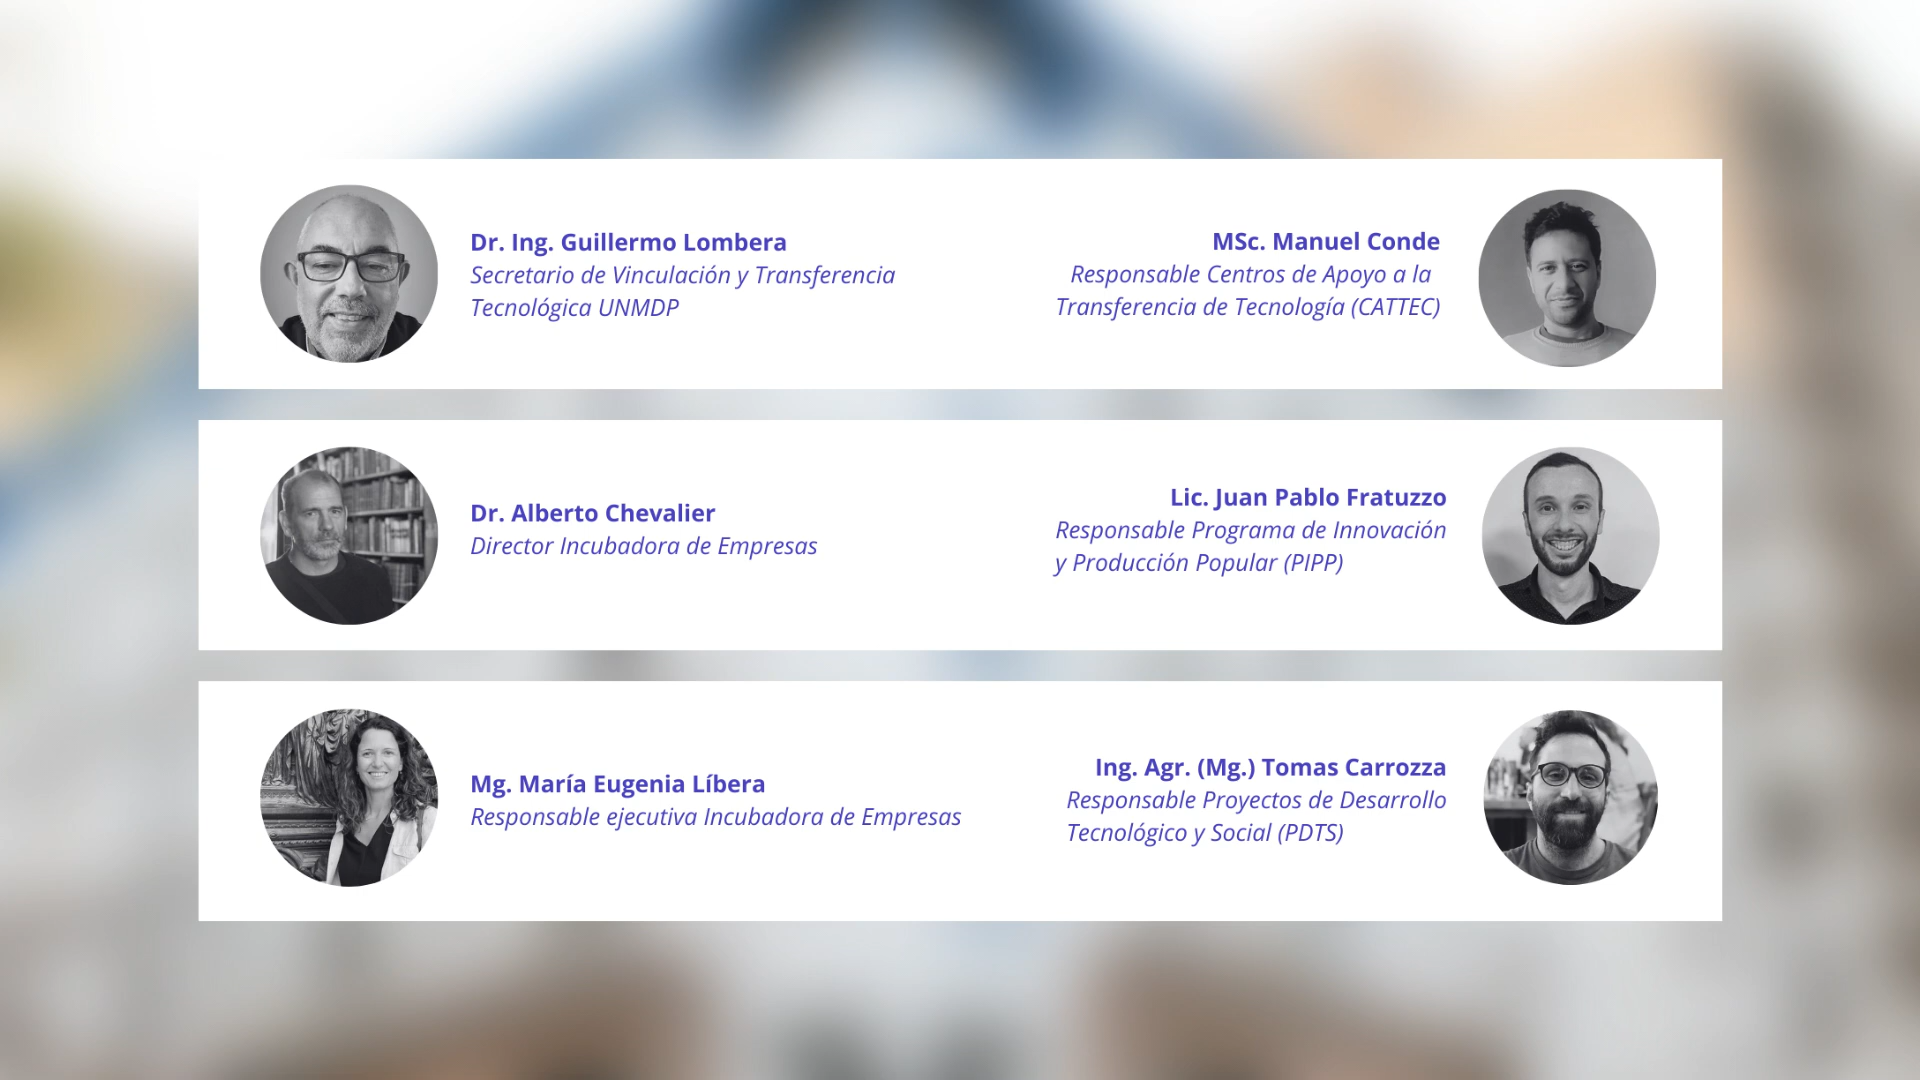 Dr. Ing. Guillermo Lombera
Secretario de Vinculación y Transferencia
Tecnológica UNMDP
MSc. Manuel Conde
Responsable Centros de Apoyo a la
Transferencia de Tecnología (CATTEC)
Dr. Alberto Chevalier
Director Incubadora de Empresas
Lic. Juan Pablo Fratuzzo
Responsable Programa de Innovación
y Producción Popular (PIPP)
Mg. María Eugenia Líbera
Responsable ejecutiva Incubadora de Empresas
Ing. Agr. (Mg.) Tomas Carrozza
Responsable Proyectos de Desarrollo
Tecnológico y Social (PDTS)